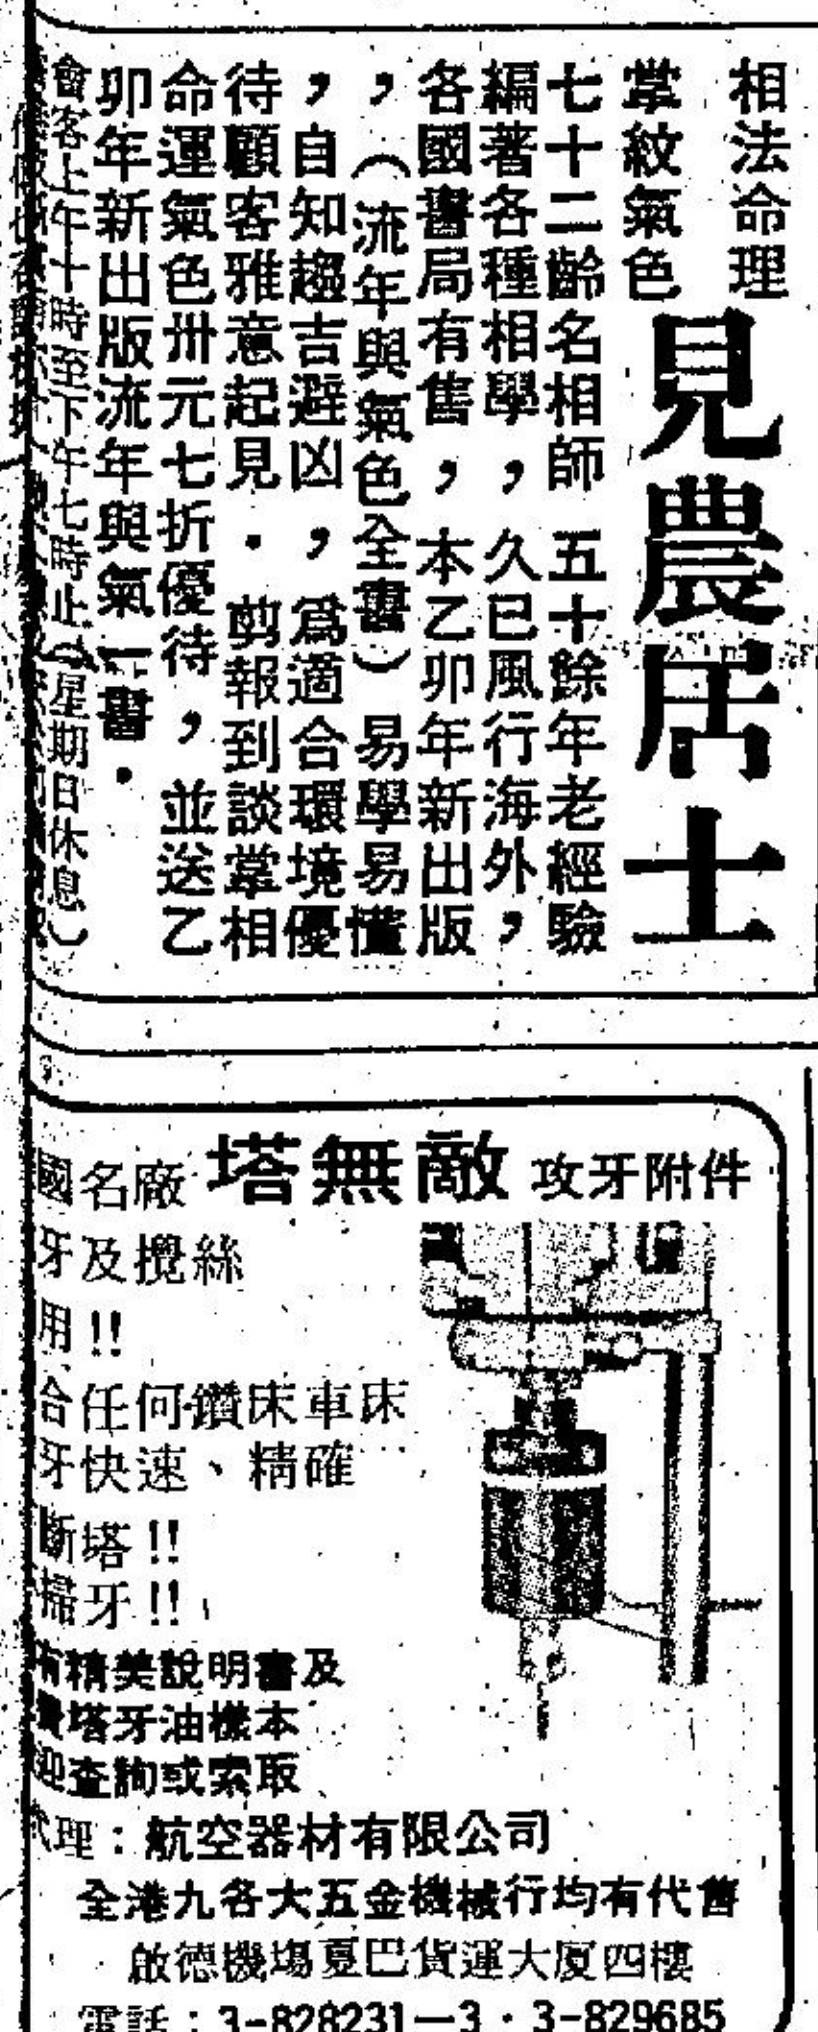 相法命理
掌紋氣色
見農居士
七十二齡名相師 五十餘年老經驗
編著各種相學，久已風行海外，
各國書局有售，本乙卯年新出版
，（流年與氣色全書）易學易懂
，自知趨吉避凶，爲適合環境優
待顧客雅意起見．剪報到談掌相
命運氣色卅元七折優待，並送乙
卯年新出版流年與氣一書．
會客上午十時至下午七時止（星期日休息）
塔無敵 攻牙附件
國名廠
牙及攪絲
用!!
合任何鑽床車床
牙快速、精確
斷塔!!
掃牙!!
有精美說明書及
費塔牙油樣本
迎查詢或索取
代理：航空器材有限公司
全港九各大五金機械行均有代售
啟德機場夏巴貨運大厦四樓
電話：3-828231—3．3-829685